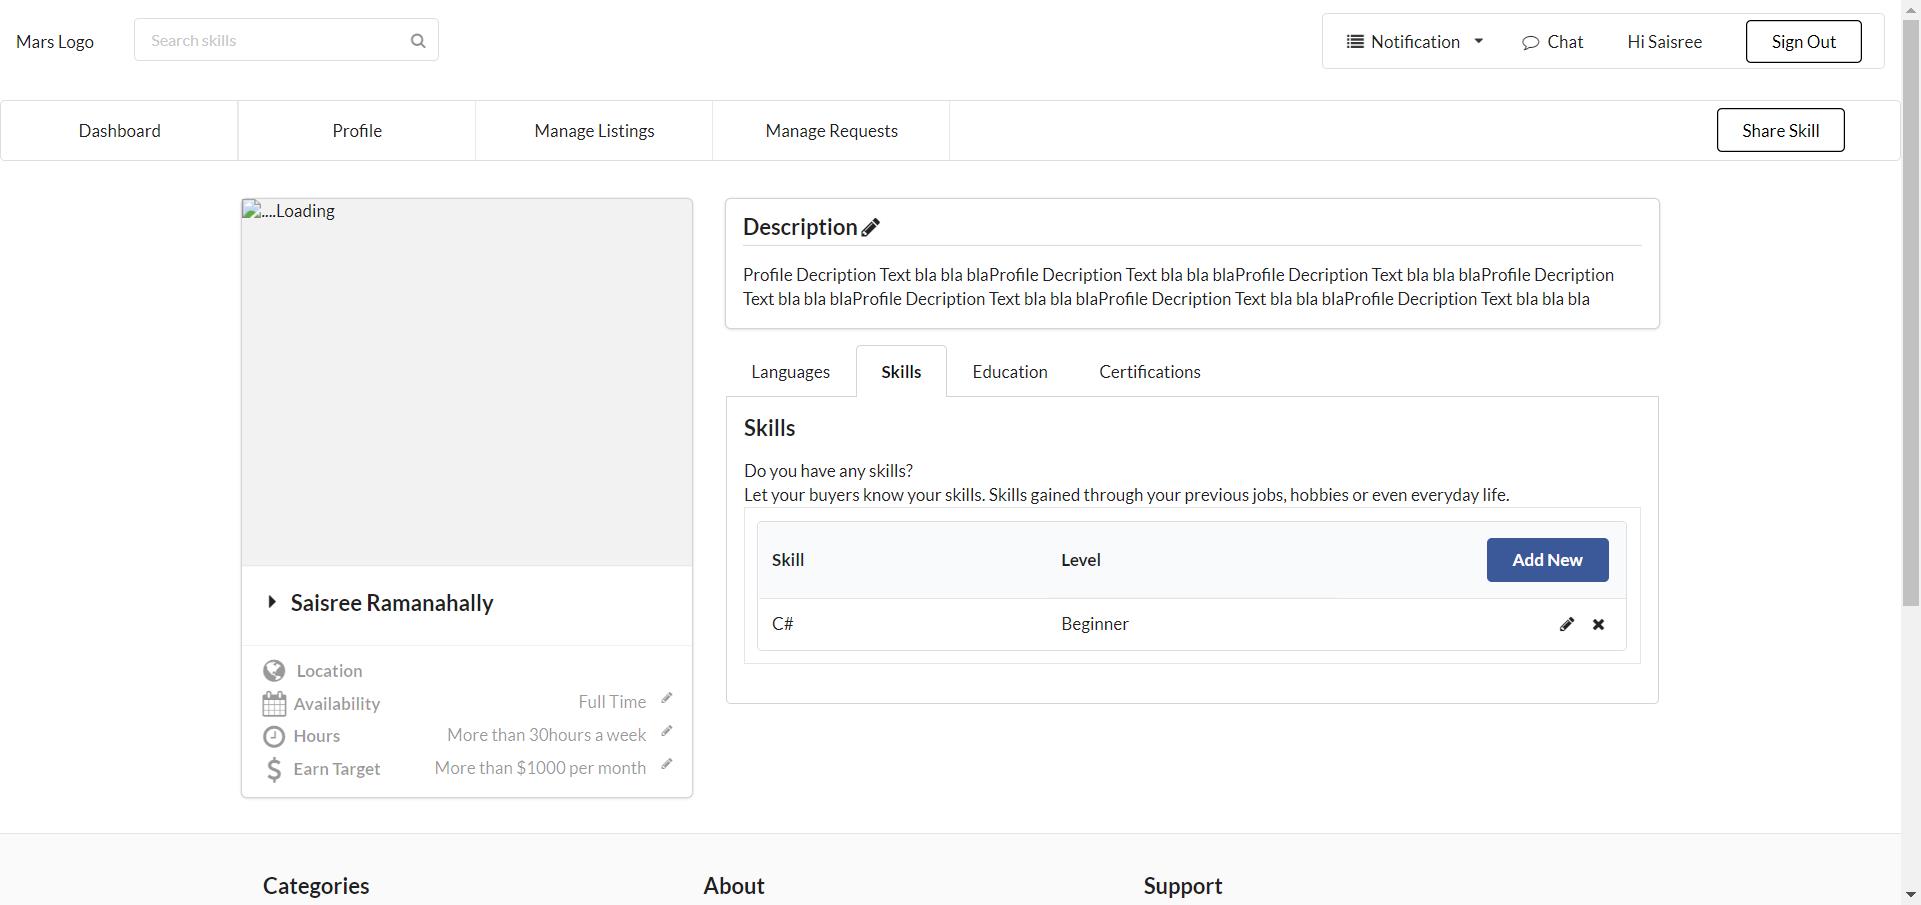 Mars Logo
Search skills
Notification
Chat
Hi Saisree
Sign Out
Dashboard
Profile
Manage Listings
Manage Requests
Share Skill
....Loading
Saisree Ramanahally
Location
Availability
Full Time
Hours
More than 30hours a week
Earn Target
More than $1000 per month
Description
Profile Decription Text bla bla blaProfile Decription Text bla bla blaProfile Decription Text bla bla blaProfile Decription
Text bla bla blaProfile Decription Text bla bla blaProfile Decription Text bla bla blaProfile Decription Text bla bla bla
Languages
Skills
Education
Certifications
Skills
Do you have any skills?
Let your buyers know your skills. Skills gained through your previous jobs, hobbies or even everyday life.
Skill
Level
Add New
C#
Beginner
Categories
About
Support